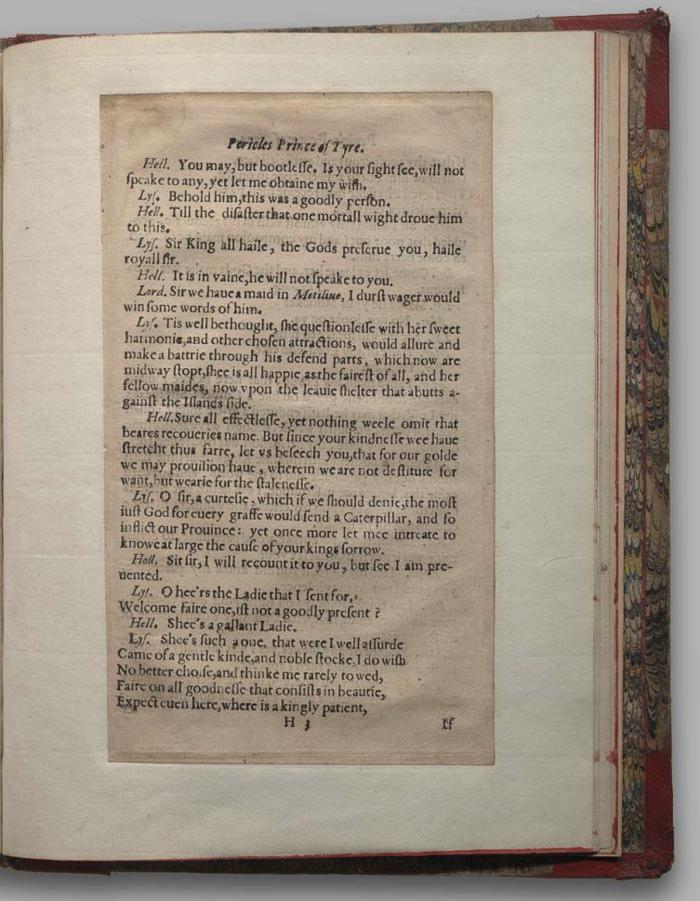 Pericles Prince of Tyre.
Hell. You may, but bootlesse. Is your sight see, will not
speake to any, yet let me obtaine my wish.
Lys. Behold him, this was a goodly person.
Hell. Till the disaster that one mortall wight droue him
to this.
Lys. Sir King all haile, the Gods preserue you, haile
royall sir.
Hell. It is in vaine, he will not speake to you.
Lord. Sir we haue a maid in Metiliue, I durst wager would
win some words of him.
Lys. Tis well bethought, she questionlesse with her sweet
harmonie, and other chosen attractions, would allure and
make a battrie through his defend parts, which now are
midway stopt, shee is all happie as the fairest of all, and her
fellow maides, now vpon the leauie shelter that abutts a-
gainst the Islands side.
Hell. Sure all effectlesse, yet nothing weele omit that
beares recoueries name. But since your kindnesse wee haue
stretcht thus farre, let vs beseech you, that for our golde
we may prouision haue, wherein we are not destitute for
want, but wearie for the stalenesse.
Lys. O sir, a curtesie, which if we should denie, the most
iust God for euery graffe would send a Caterpillar, and so
inflict our Prouince: yet once more let mee intreate to
knowe at large the cause of your kings sorrow.
Holl. Sit sir, I will recount it to you, but see I am pre-
uented.
Lys. O hee'rs the Ladie that I sent for,
Welcome faire one, ist not a goodly present ?
Hell. Shee's a gallant Ladie.
Lys. Shee's such a one, that were I well assurde
Came of a gentle kinde, and noble stocke, I do wish
No better choise, and thinke me rarely to wed,
Faire on all goodnesse that consists in beautie,
Expect euen here, where is a kingly patient,
H 3 If